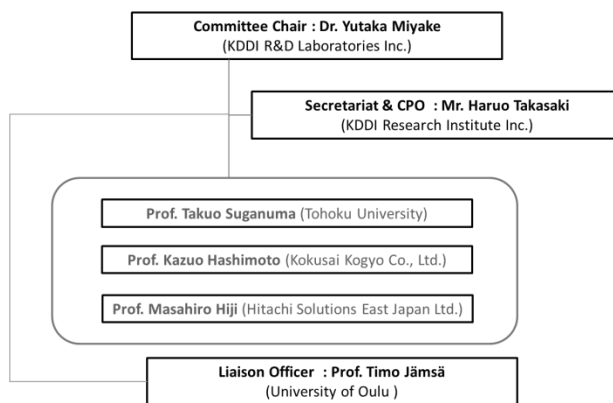 Committee Chair : Dr. Yutaka Miyake
(KDDI R&D Laboratories Inc.)
Secretariat & CPO : Mr. Haruo Takasaki
(KDDI Research Institute Inc.)
Prof. Takuo Suganuma (Tohoku University)
Prof. Kazuo Hashimoto (Kokusai Kogyo Co., Ltd.)
Prof. Masahiro Hiji (Hitachi Solutions East Japan Ltd.)
Liaison Officer : Prof. Timo Jämsä
(University of Oulu )